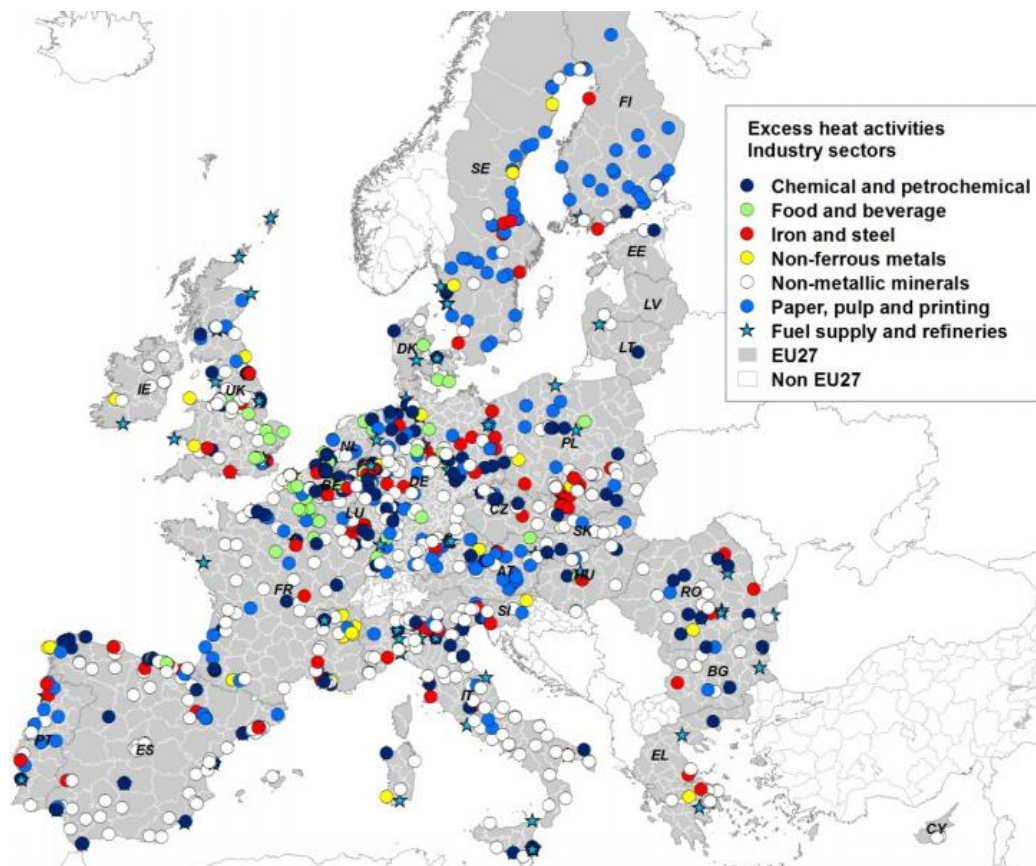 FI
SE
EE
LV
LT
DK
IE
UK
NL
PL
BE
DE
LU
CZ
SK
FR
AT
HU
SI
RO
BG
IT
PT
ES
EL
CY
Excess heat activities
Industry sectors
Chemical and petrochemical
Food and beverage
Iron and steel
Non-ferrous metals
Non-metallic minerals
Paper, pulp and printing
Fuel supply and refineries
EU27
Non EU27